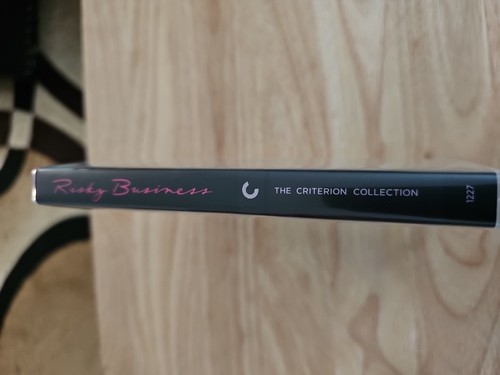 Risky Business
THE CRITERION COLLECTION
1227